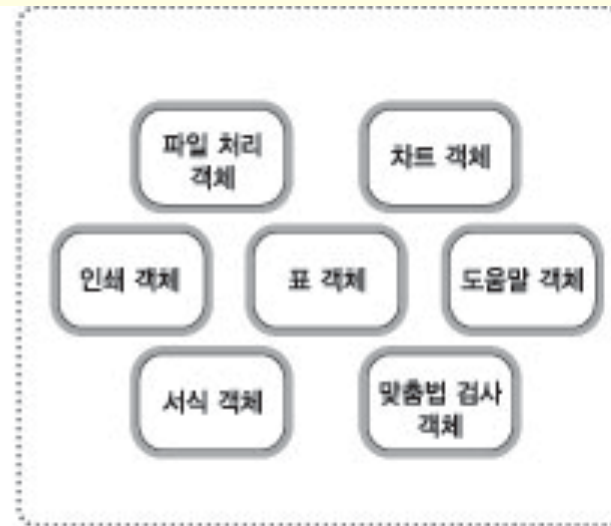 파일 처리
객체
차트 객체
인쇄 객체
표 객체
도움말 객체
서식 객체
맞춤법 검사
객체